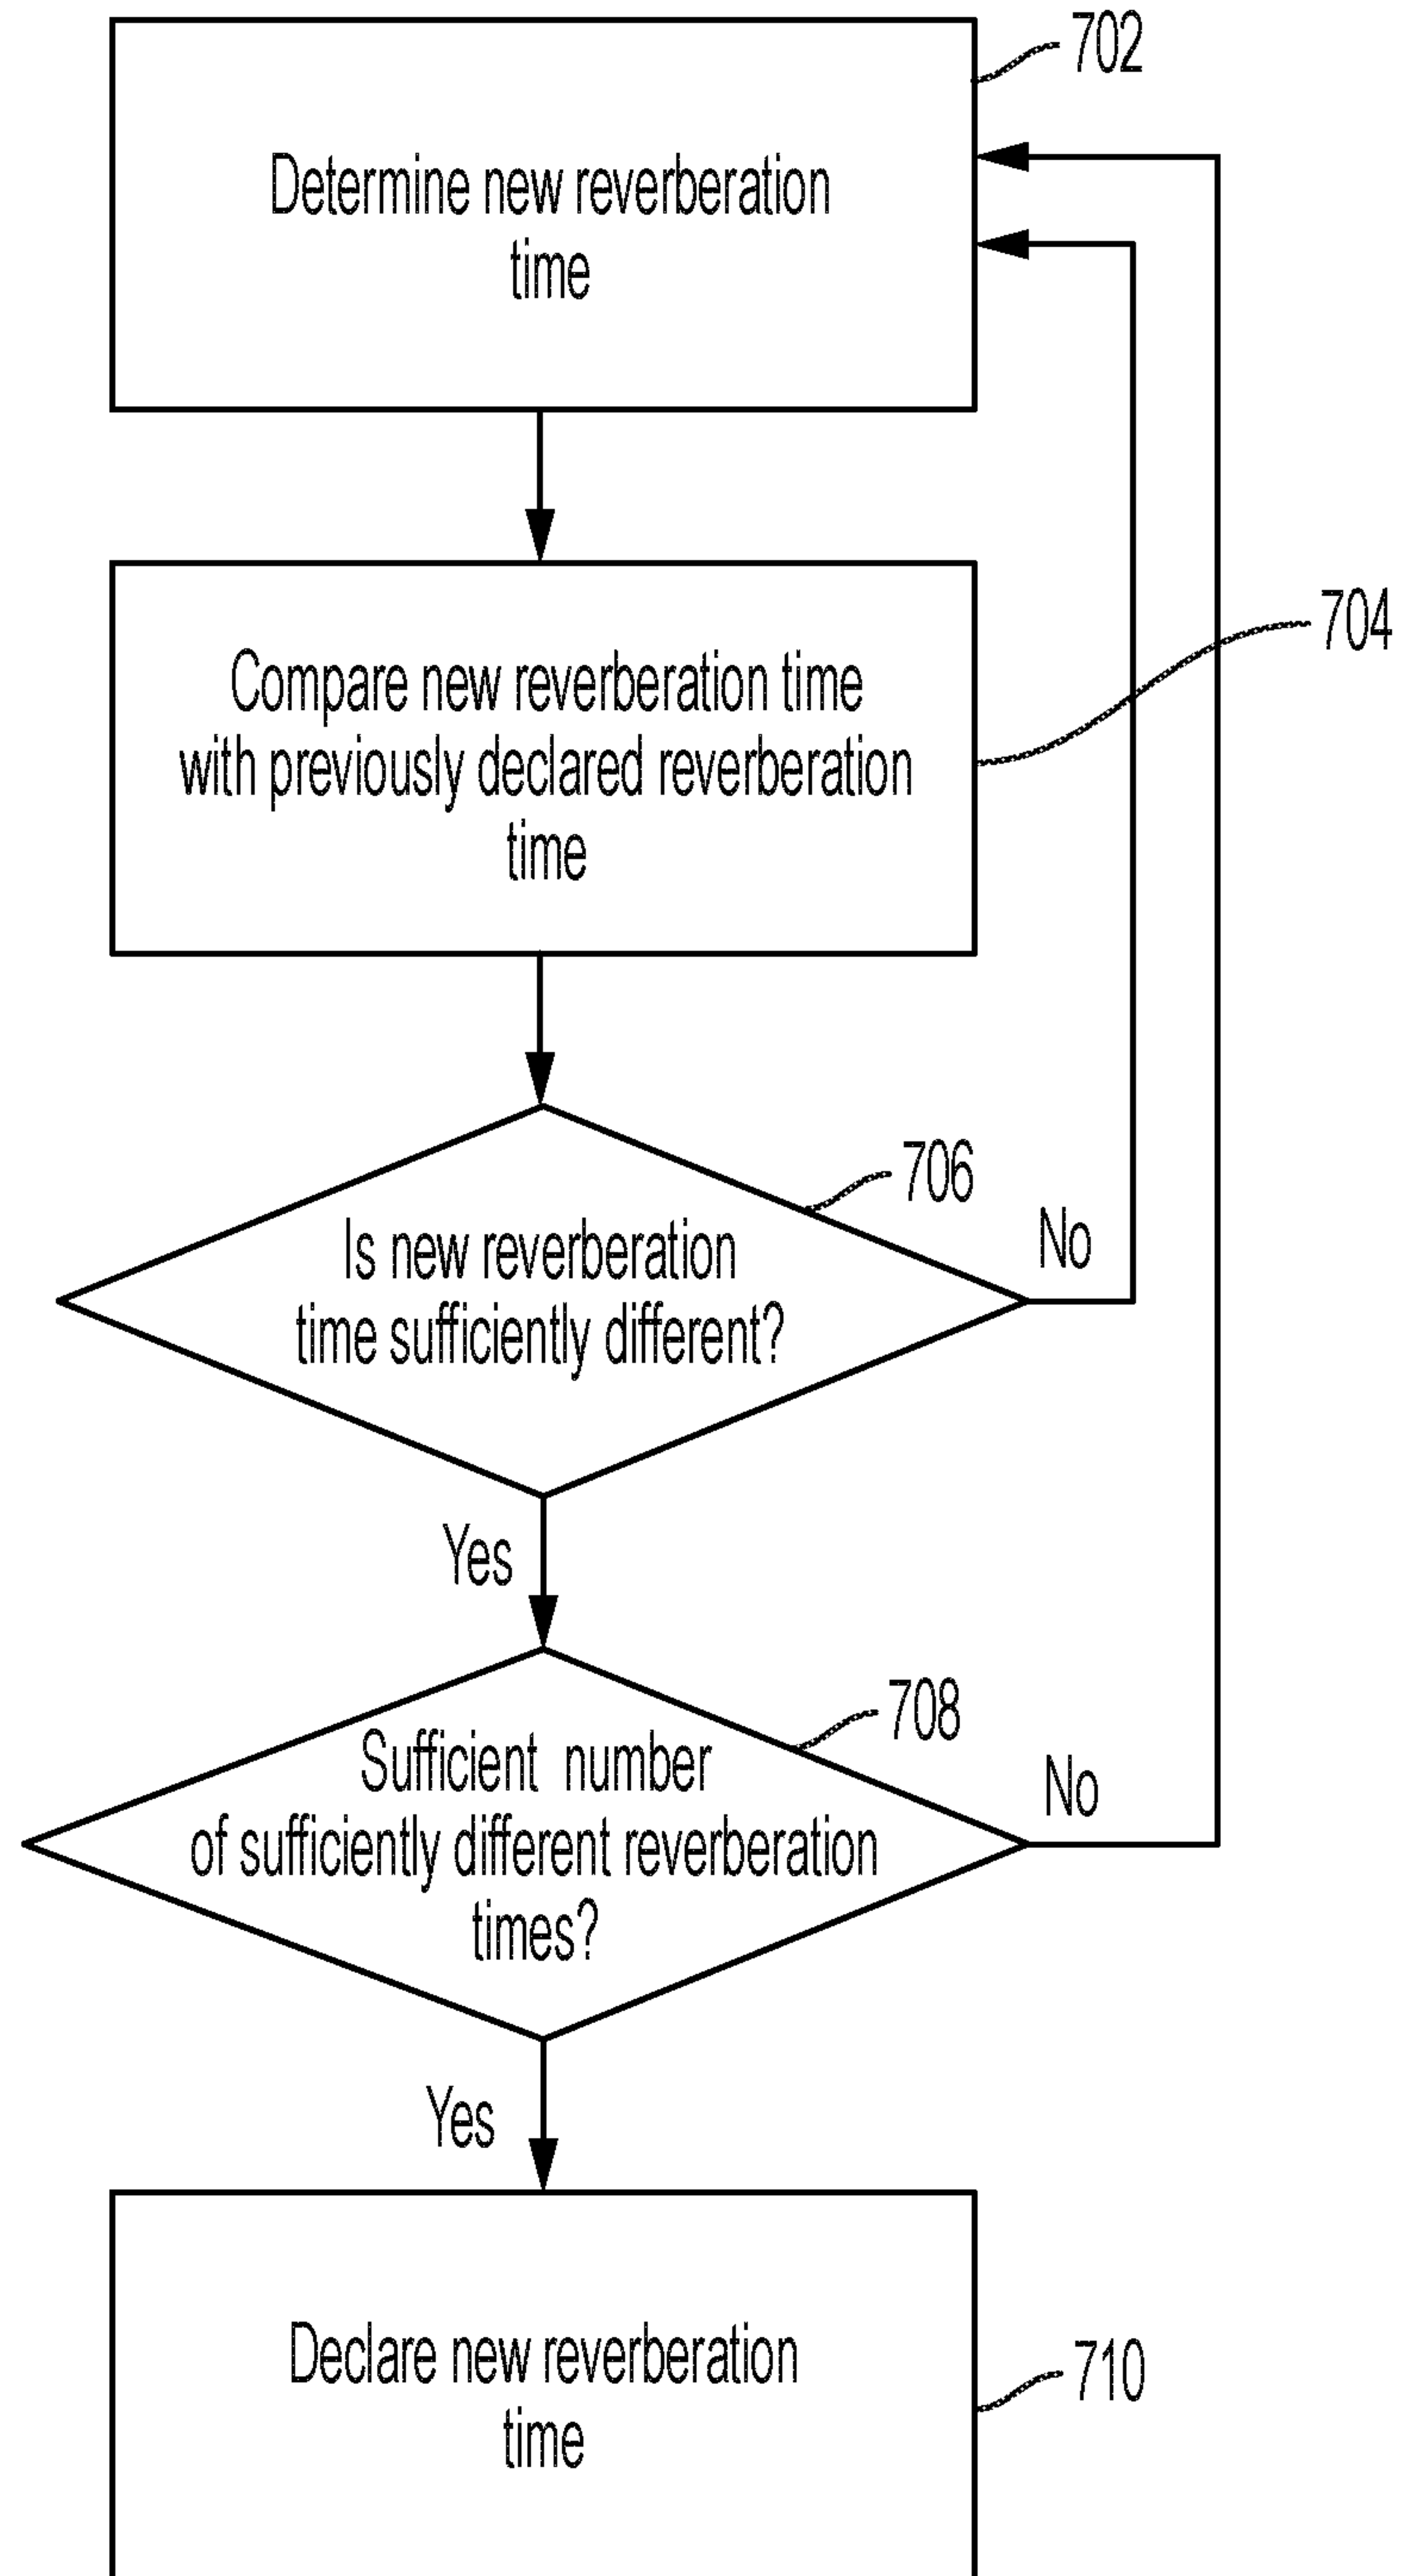 702
Determine new reverberation
time
704
Compare new reverberation time
with previously declared reverberation
time
706
Is new reverberation
time sufficiently different?
No
Yes
708
Sufficient number
of sufficiently different reverberation
times?
No
Yes
Declare new reverberation
time
710